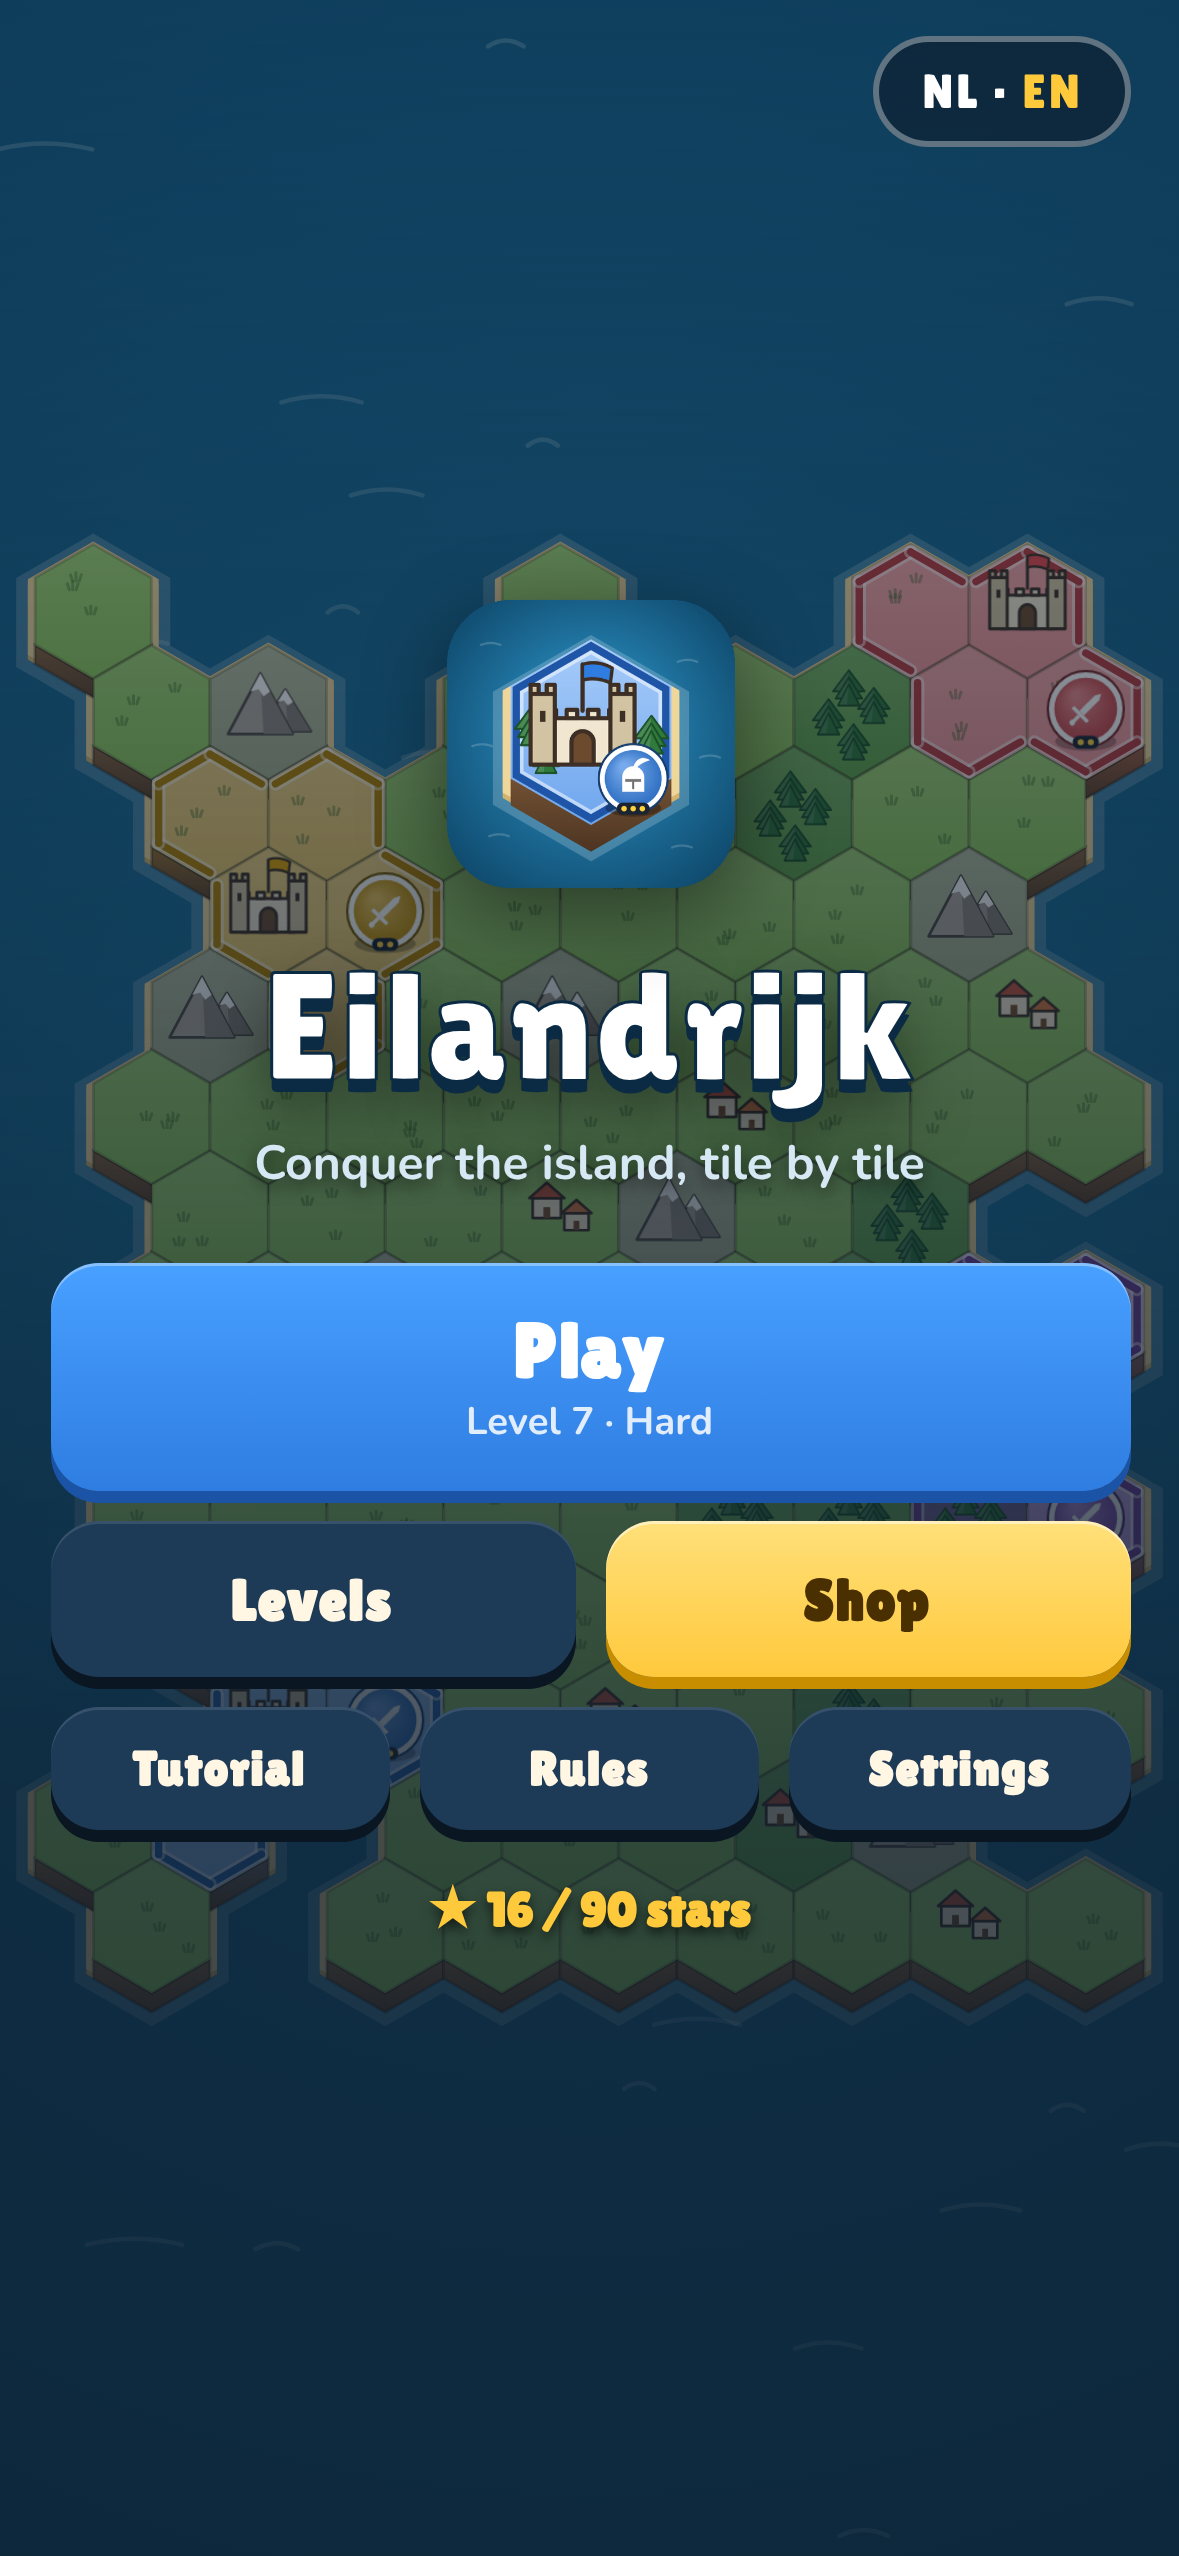 NL · EN
Eilandrijk
Conquer the island, tile by tile
Play
Level 7 · Hard
Levels
Shop
Tutorial
Rules
Settings
★ 16 / 90 stars